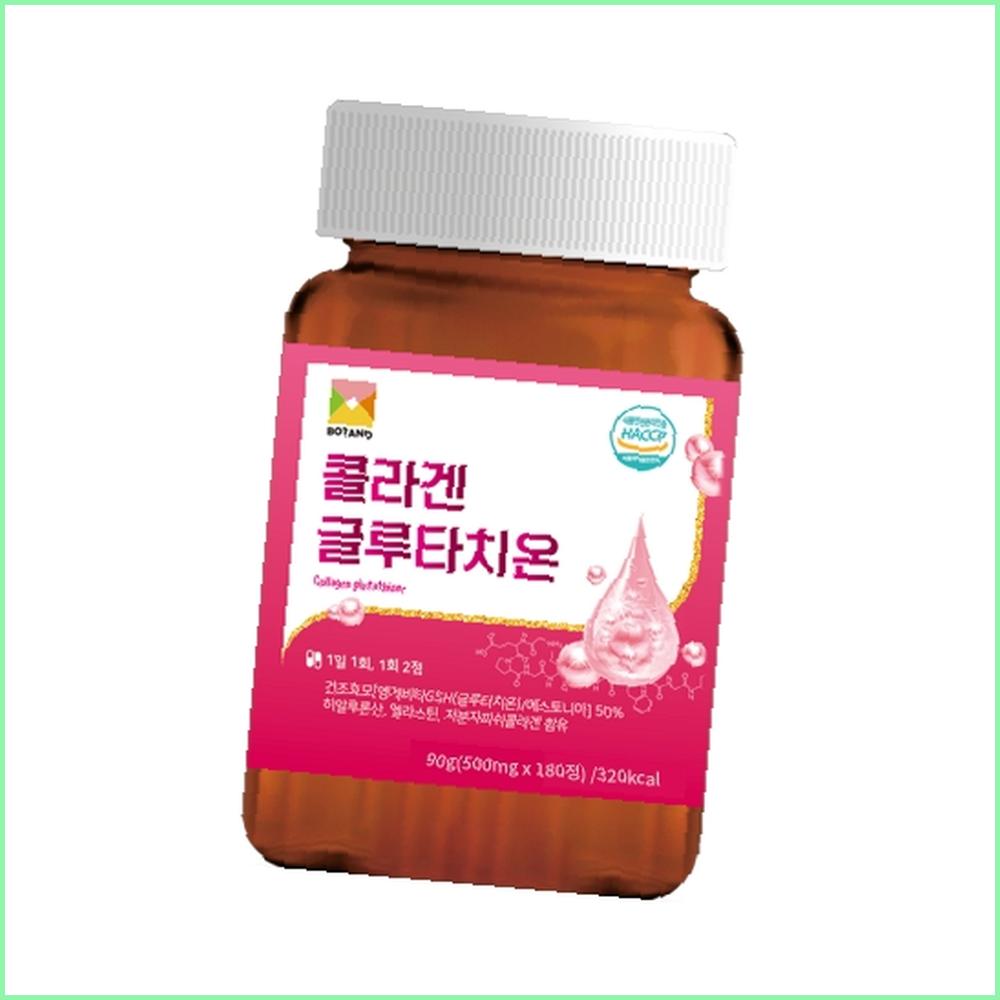 BOTANO
HACCP
콜라겐
글루타치온
Collagen glutathione
1일 1회, 1회 2정
건조효모[엥게비타GSH(글루타치온)/에스토니아] 50%
히알루론산, 엘라스틴, 저분자피쉬콜라겐 함유
90g(500mg x 180정) /320kcal